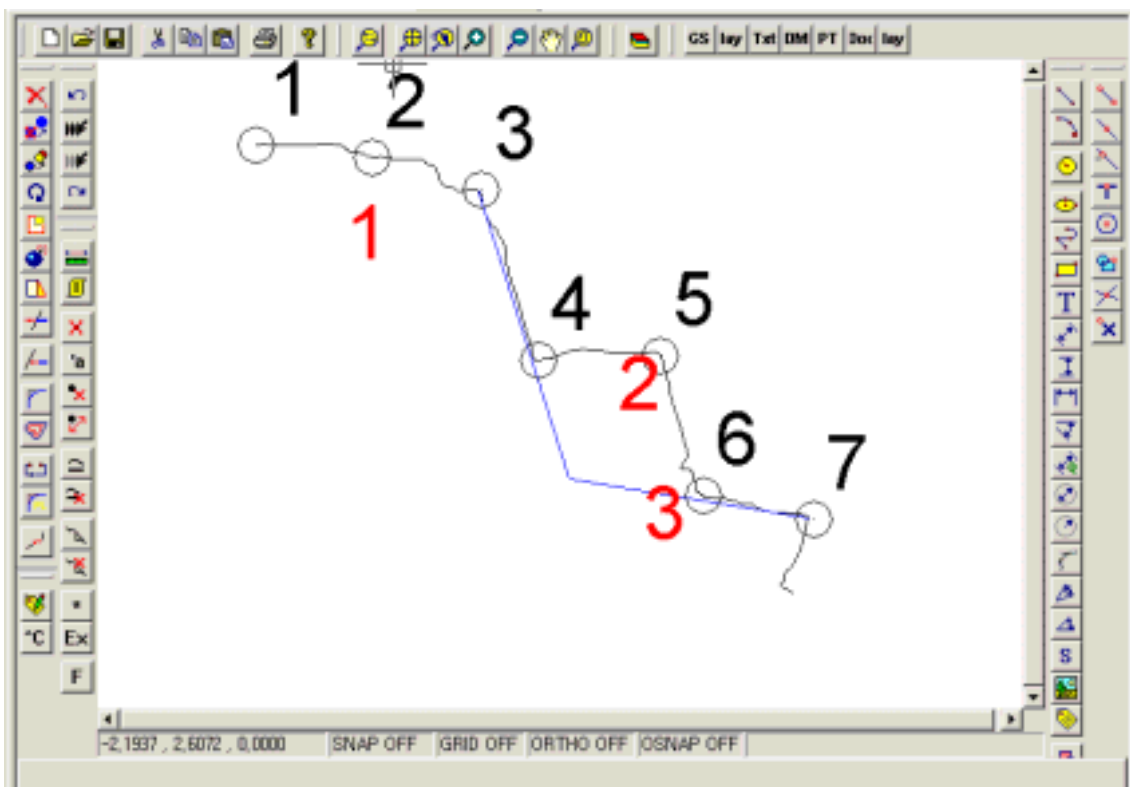 GS lay Txt DM PT Doc lay
1
2
3
1
'a
4
5
2
T
6
7
3
°C
Ex
S
F
-2,1937 , 2,6072 , 0,0000 SNAP OFF GRID OFF ORTHO OFF OSNAP OFF